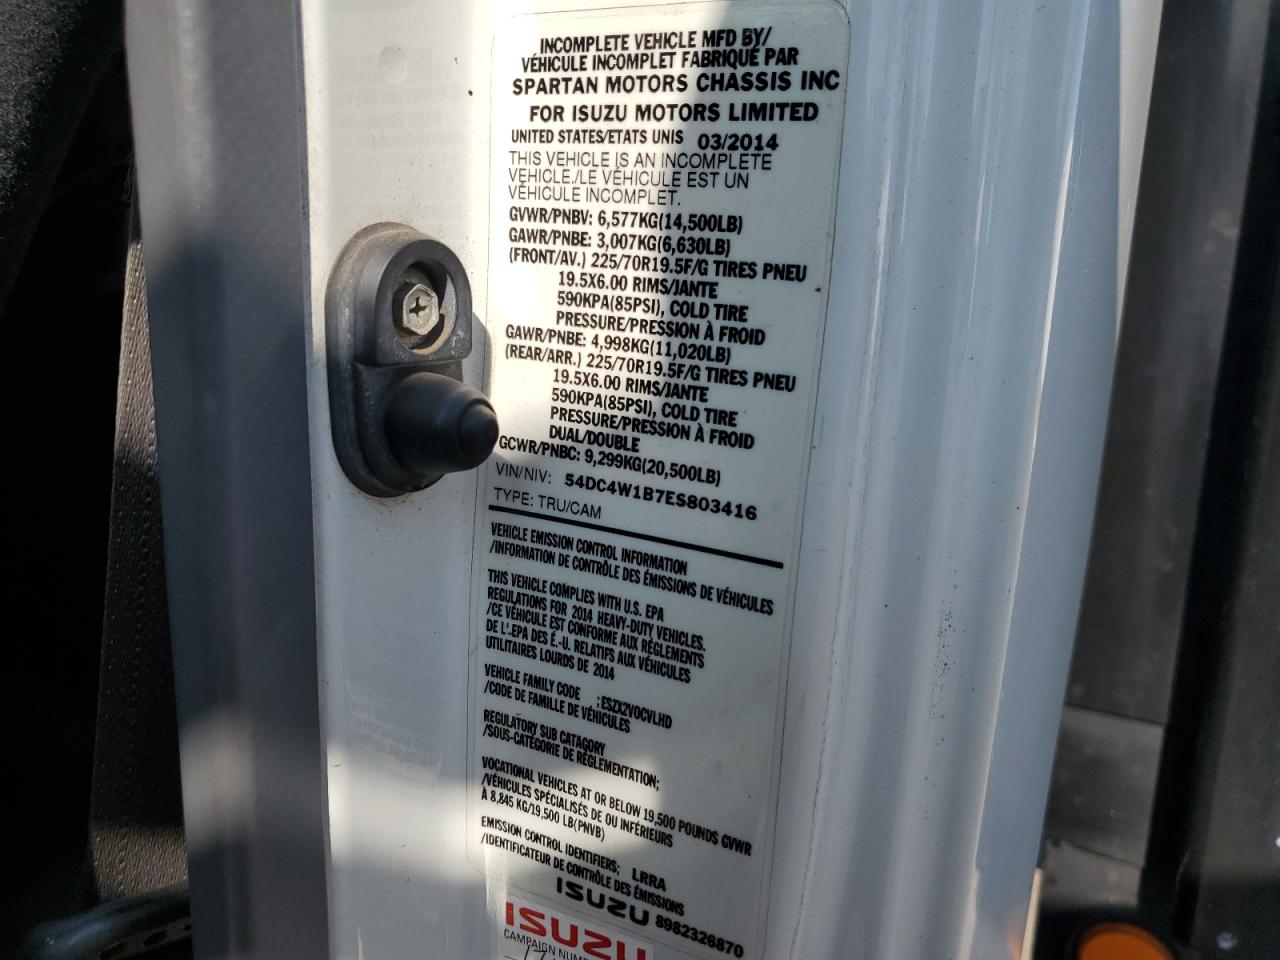 INCOMPLETE VEHICLE MFD BY/
VÉHICULE INCOMPLET FABRIQUÉ PAR
SPARTAN MOTORS CHASSIS INC
FOR ISUZU MOTORS LIMITED
UNITED STATES/ETATS UNIS 03/2014
THIS VEHICLE IS AN INCOMPLETE
VEHICLE./LE VÉHICULE EST UN
VÉHICULE INCOMPLET.
GVWR/PNBV: 6,577KG(14,500LB)
GAWR/PNBE: 3,007KG(6,630LB)
(FRONT/AV.) 225/70R19.5F/G TIRES PNEU
19.5X6.00 RIMS/JANTE
590KPA(85PSI), COLD TIRE
PRESSURE/PRESSION À FROID
GAWR/PNBE: 4,998KG(11,020LB)
(REAR/ARR.) 225/70R19.5F/G TIRES PNEU
19.5X6.00 RIMS/JANTE
590KPA(85PSI), COLD TIRE
PRESSURE/PRESSION À FROID
DUAL/DOUBLE
GCWR/PNBC: 9,299KG(20,500LB)
VIN/NIV: 54DC4W1B7ES803416
TYPE: TRU/CAM
VEHICLE EMISSION CONTROL INFORMATION
/INFORMATION DE CONTRÔLE DES ÉMISSIONS DE VÉHICULES
THIS VEHICLE COMPLIES WITH U.S. EPA
REGULATIONS FOR 2014 HEAVY-DUTY VEHICLES.
/CE VÉHICULE EST CONFORME AUX RÉGLEMENTS
DE L'EPA DES É.-U. RELATIFS AUX VÉHICULES
UTILITAIRES LOURDS DE 2014
VEHICLE FAMILY CODE :ESZX2VOCVLHD
/CODE DE FAMILLE DE VÉHICULES
REGULATORY SUB CATAGORY
/SOUS-CATÉGORIE DE RÉGLEMENTATION;
VOCATIONAL VEHICLES AT OR BELOW 19,500 POUNDS GVWR
/VÉHICULES SPÉCIALISÉS DE OU INFÉRIEURS
À 8,845 KG/19,500 LB(PNVB)
EMISSION CONTROL IDENTIFIERS; LRRA
/IDENTIFICATEUR DE CONTRÔLE DES ÉMISSIONS
ISUZU 8982326870
ISUZU
CAMPAIGN